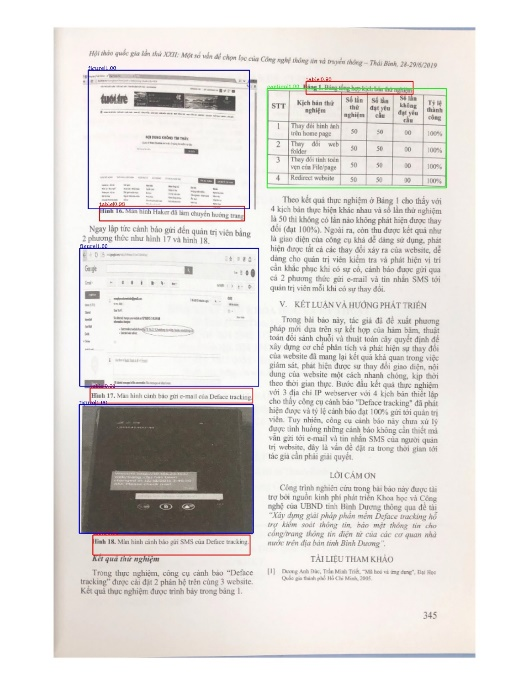 Hội thảo quốc gia lần thứ XXII: Một số vấn đề chọn lọc của Công nghệ thông tin và truyền thông – Thái Bình, 28-29/6/2019
figure1.00
tuổi trẻ
Hình 16. Màn hình Haker đã làm chuyển hướng trang
Ngay lập tức cảnh báo gửi đến quản trị viên bằng
2 phương thức như hình 17 và hình 18.
figure1.00
Google
Hình 17. Màn hình cảnh báo gửi e-mail của Deface tracking
Hình 18. Màn hình cảnh báo gửi SMS của Deface tracking.
Kết quả thử nghiệm
Trong thực nghiệm, công cụ cảnh báo "Deface
tracking" được cài đặt 2 phân hệ trên cùng 3 website.
Kết quả thực nghiệm được trình bày trong bảng 1.
Bảng 1. Bảng tổng hợp kịch bản thử nghiệm
STT Kịch bản thử nghiệm Số lần thử nghiệm Số lần đạt yêu cầu Số lần không đạt yêu cầu Tỷ lệ thành công
1 Thay đổi hình ảnh trên home page 50 50 00 100%
2 Thay đổi web folder 50 50 00 100%
3 Thay đổi tính toàn vẹn của File/page 50 50 00 100%
4 Redirect website 50 50 00 100%
Theo kết quả thực nghiệm ở Bảng 1 cho thấy với
4 kịch bản thực hiện khác nhau và số lần thử nghiệm
là 50 thì không có lần nào không phát hiện được thay
đổi (đạt 100%). Ngoài ra, còn thu được kết quả như
là giao diện của công cụ khá dễ dàng sử dụng, phát
hiện được tất cả các thay đổi xảy ra của website, dễ
dàng cho quản trị viên kiểm tra và phát hiện vị trí
cần khắc phục khi có sự cố, cảnh báo được gửi qua
cả 2 phương thức gửi e-mail và tin nhắn SMS tới
quản trị viên mỗi khi có sự thay đổi.
V. KẾT LUẬN VÀ HƯỚNG PHÁT TRIỂN
Trong bài báo này, tác giả đã đề xuất phương
pháp mới dựa trên sự kết hợp của hàm băm, thuật
toán đối sánh chuỗi và thuật toán cây quyết định để
xây dựng cơ chế phân tích và phát hiện sự thay đổi
của website đã mang lại kết quả khả quan trong việc
giám sát, phát hiện được sự thay đổi giao diện, nội
dung của website một cách nhanh chóng, kịp thời
theo thời gian thực. Bước đầu kết quả thực nghiệm
với 3 địa chỉ IP webserver với 4 kịch bản thiết lập
cho thấy công cụ cảnh báo "Deface tracking" đã phát
hiện được và tỷ lệ cảnh báo đạt 100% gửi tới quản trị
viên. Tuy nhiên, công cụ cảnh báo này chưa xử lý
được tình huống những cảnh báo không cần thiết mà
vẫn gửi tới e-mail và tin nhắn SMS của người quản
trị website, đây là vấn đề đặt ra trong thời gian tới
tác giả cần phải giải quyết.
LỜI CẢM ƠN
Công trình nghiên cứu trong bài báo này được tài
trợ bởi nguồn kinh phí phát triển Khoa học và Công
nghệ của UBND tỉnh Bình Dương thông qua đề tài
"Xây dựng giải pháp phần mềm Deface tracking hỗ
trợ kiểm soát thông tin, bảo mật thông tin cho
cổng/trang thông tin điện tử của các cơ quan nhà
nước trên địa bàn tỉnh Bình Dương".
TÀI LIỆU THAM KHẢO
[1] Dương Anh Đức, Trần Minh Triết, "Mã hoá và ứng dụng", Đại Học
Quốc gia thành phố Hồ Chí Minh, 2005.
345